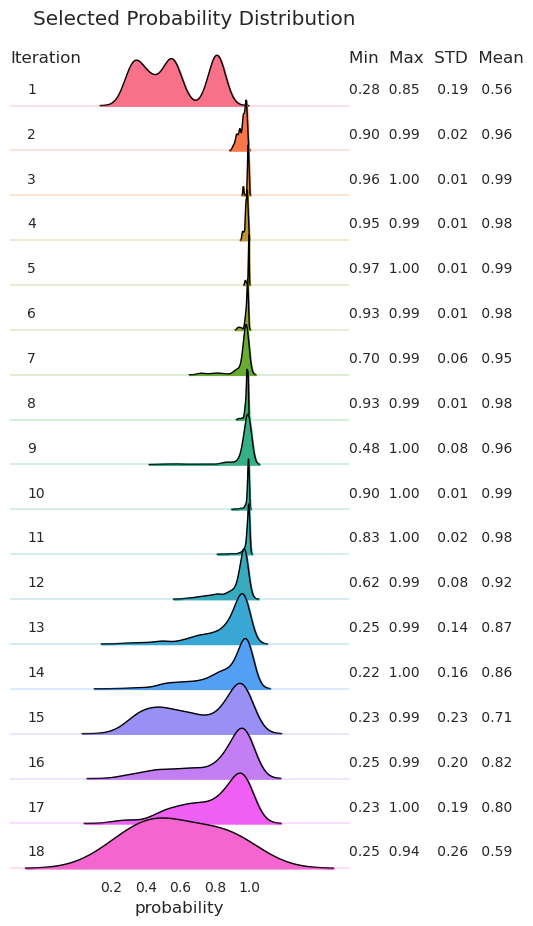 Selected Probability Distribution
Iteration Min Max STD Mean
1 0.28 0.85 0.19 0.56
2 0.90 0.99 0.02 0.96
3 0.96 1.00 0.01 0.99
4 0.95 0.99 0.01 0.98
5 0.97 1.00 0.01 0.99
6 0.93 0.99 0.01 0.98
7 0.70 0.99 0.06 0.95
8 0.93 0.99 0.01 0.98
9 0.48 1.00 0.08 0.96
10 0.90 1.00 0.01 0.99
11 0.83 1.00 0.02 0.98
12 0.62 0.99 0.08 0.92
13 0.25 0.99 0.14 0.87
14 0.22 1.00 0.16 0.86
15 0.23 0.99 0.23 0.71
16 0.25 0.99 0.20 0.82
17 0.23 1.00 0.19 0.80
18 0.25 0.94 0.26 0.59
0.2 0.4 0.6 0.8 1.0
probability